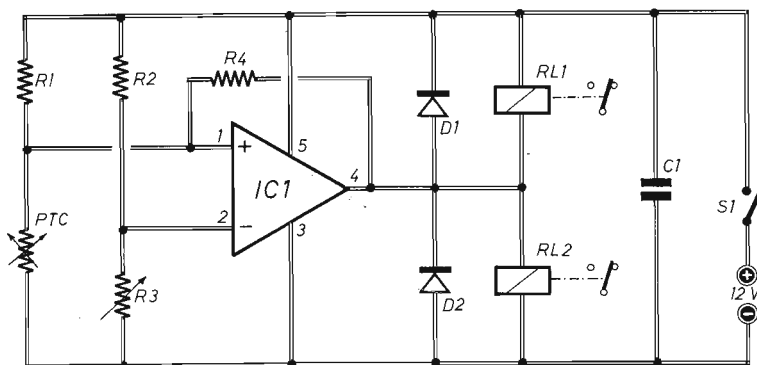 R1
R2
R4
PTC
R3
1
2
+
−
IC1
5
3
4
D1
D2
RL1
RL2
C1
S1
+
12 V
−